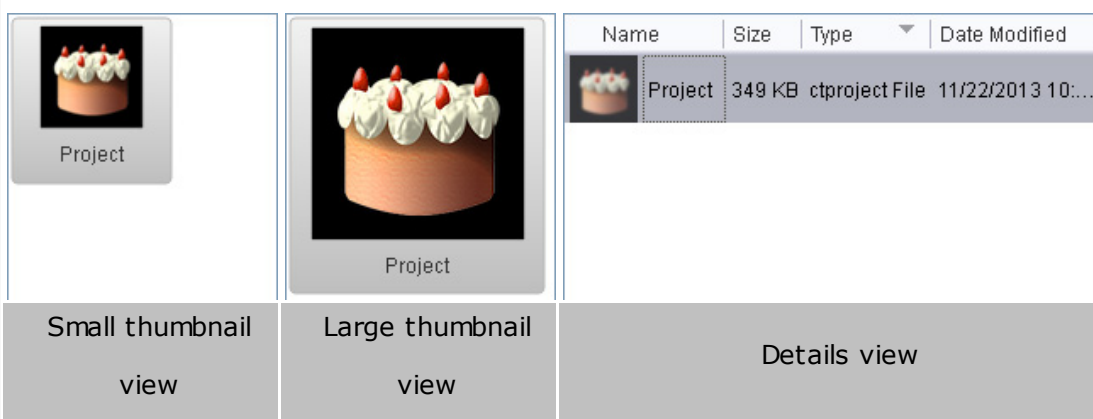 Project
Project
Name Size Type Date Modified
Project 349 KB ctproject File 11/22/2013 10:...
Small thumbnail
view
Large thumbnail
view
Details view